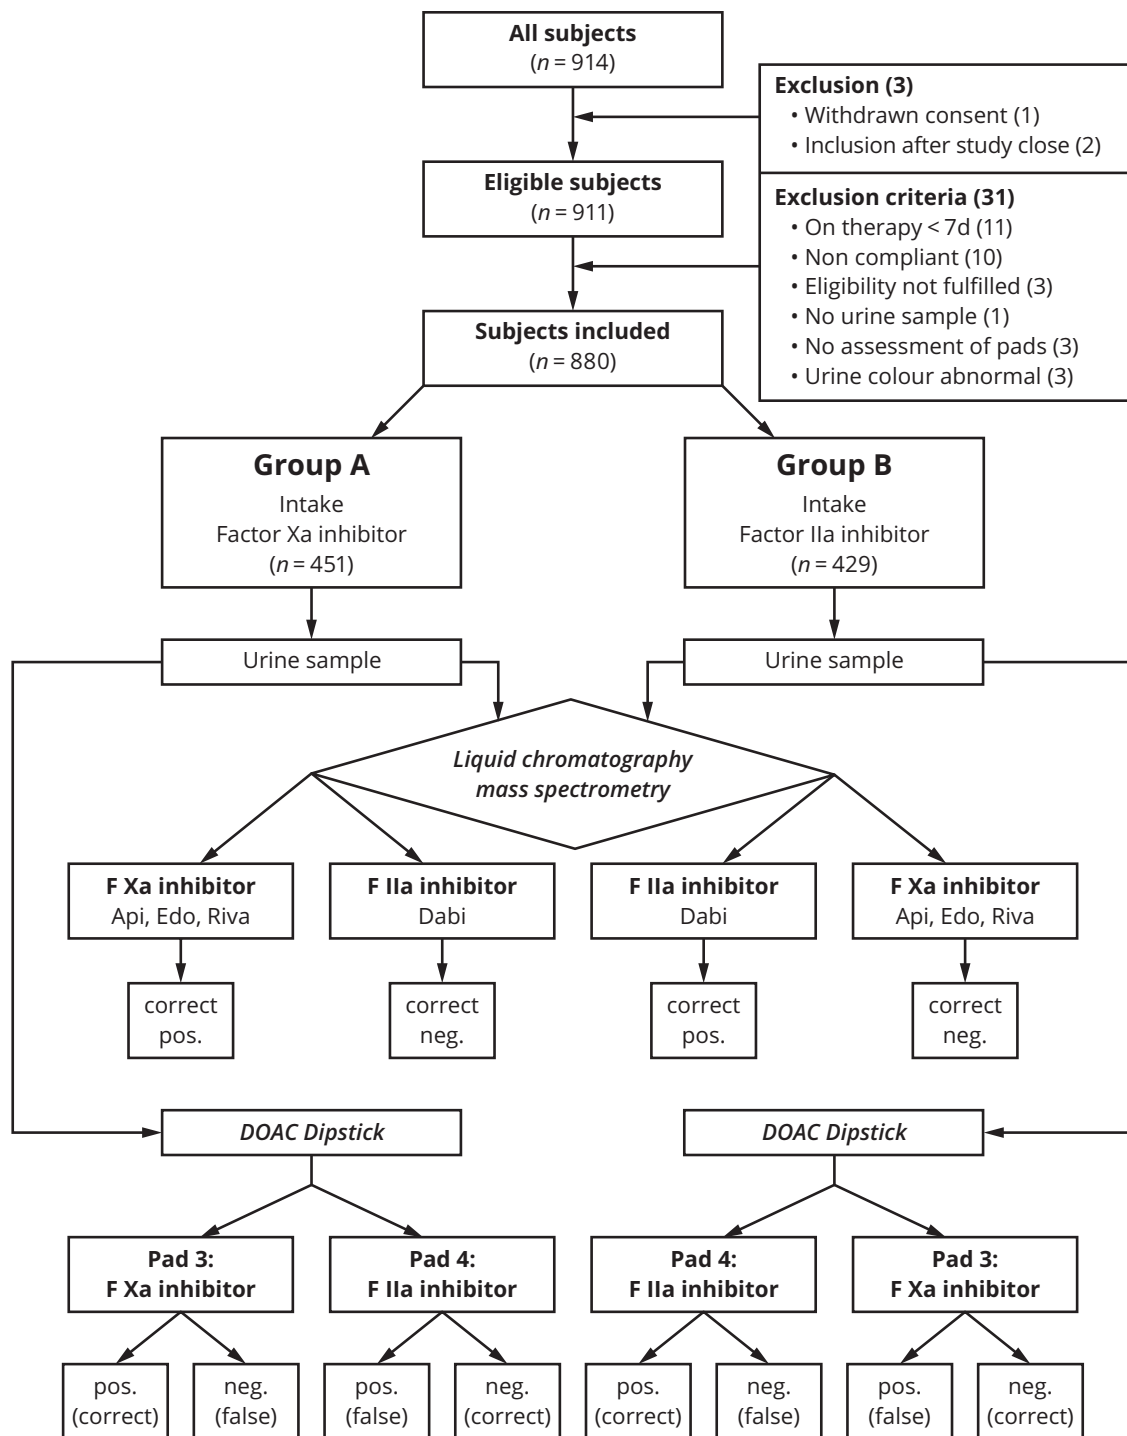 All subjects
(n = 914)
Exclusion (3)
• Withdrawn consent (1)
• Inclusion after study close (2)
Eligible subjects
(n = 911)
Exclusion criteria (31)
• On therapy < 7d (11)
• Non compliant (10)
• Eligibility not fulfilled (3)
• No urine sample (1)
• No assessment of pads (3)
• Urine colour abnormal (3)
Subjects included
(n = 880)
Group A
Intake
Factor Xa inhibitor
(n = 451)
Group B
Intake
Factor IIa inhibitor
(n = 429)
Urine sample
Urine sample
Liquid chromatography
mass spectrometry
F Xa inhibitor
Api, Edo, Riva
F IIa inhibitor
Dabi
F IIa inhibitor
Dabi
F Xa inhibitor
Api, Edo, Riva
correct
pos.
correct
neg.
correct
pos.
correct
neg.
DOAC Dipstick
DOAC Dipstick
Pad 3:
F Xa inhibitor
Pad 4:
F IIa inhibitor
Pad 4:
F IIa inhibitor
Pad 3:
F Xa inhibitor
pos.
(correct)
neg.
(false)
pos.
(false)
neg.
(correct)
pos.
(correct)
neg.
(false)
pos.
(false)
neg.
(correct)